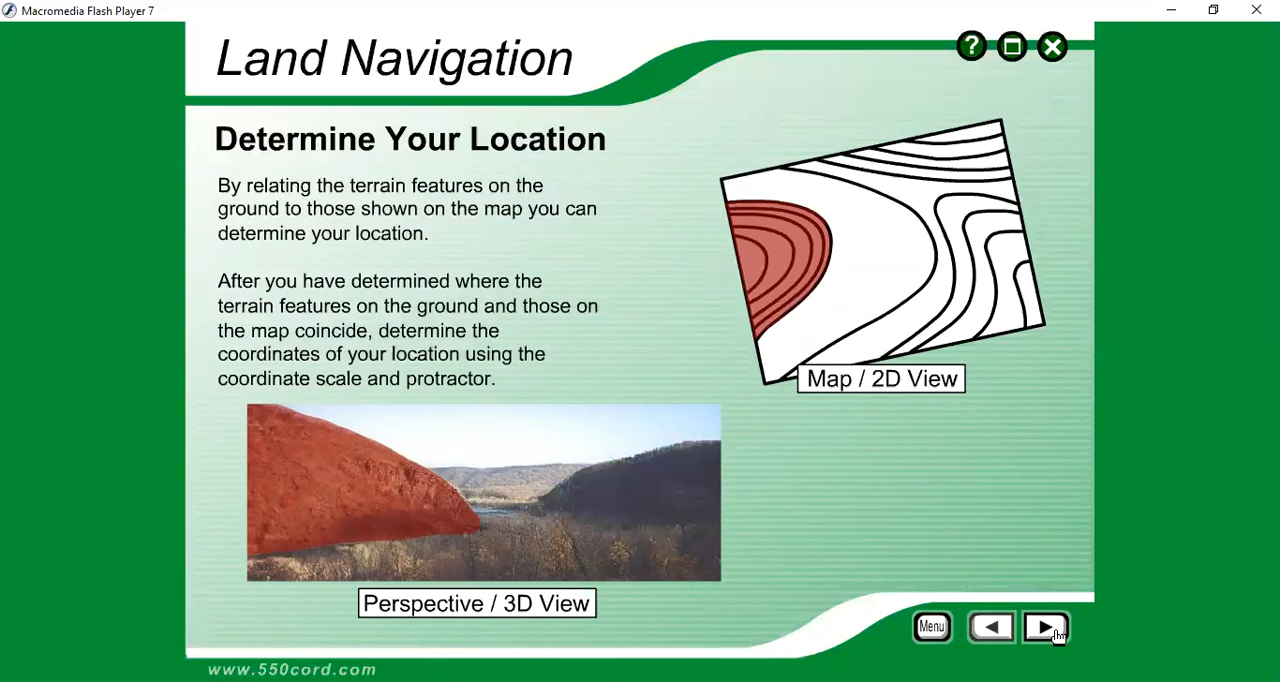 Macromedia Flash Player 7
Land Navigation
?
Determine Your Location
By relating the terrain features on the
ground to those shown on the map you can
determine your location.
After you have determined where the
terrain features on the ground and those on
the map coincide, determine the
coordinates of your location using the
coordinate scale and protractor.
Map / 2D View
Perspective / 3D View
Menu
www.550cord.com